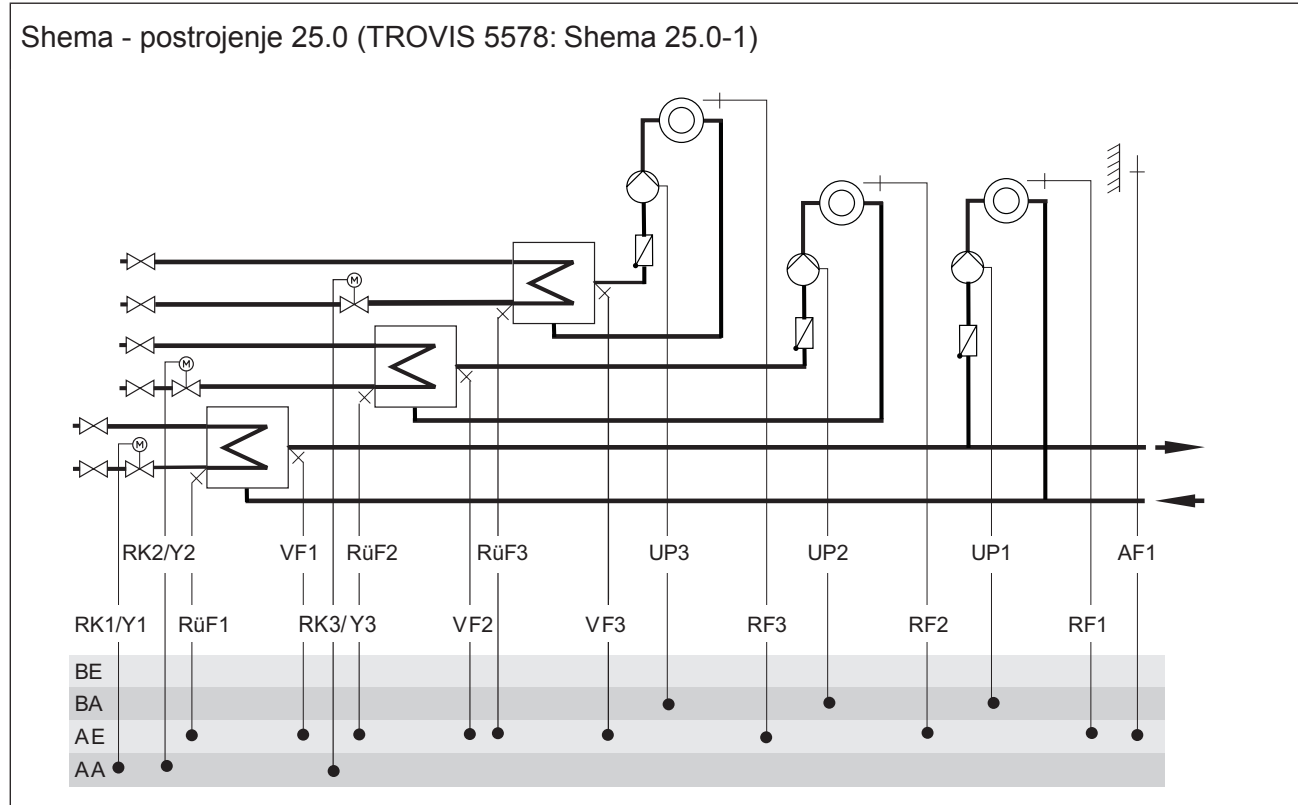 Shema - postrojenje 25.0 (TROVIS 5578: Shema 25.0-1)
M
M
M
RK2/Y2 VF1 RüF2 RüF3 UP3 UP2 UP1 AF1
RK1/Y1 RüF1 RK3/ Y3 VF2 VF3 RF3 RF2 RF1
BE
BA
AE
AA